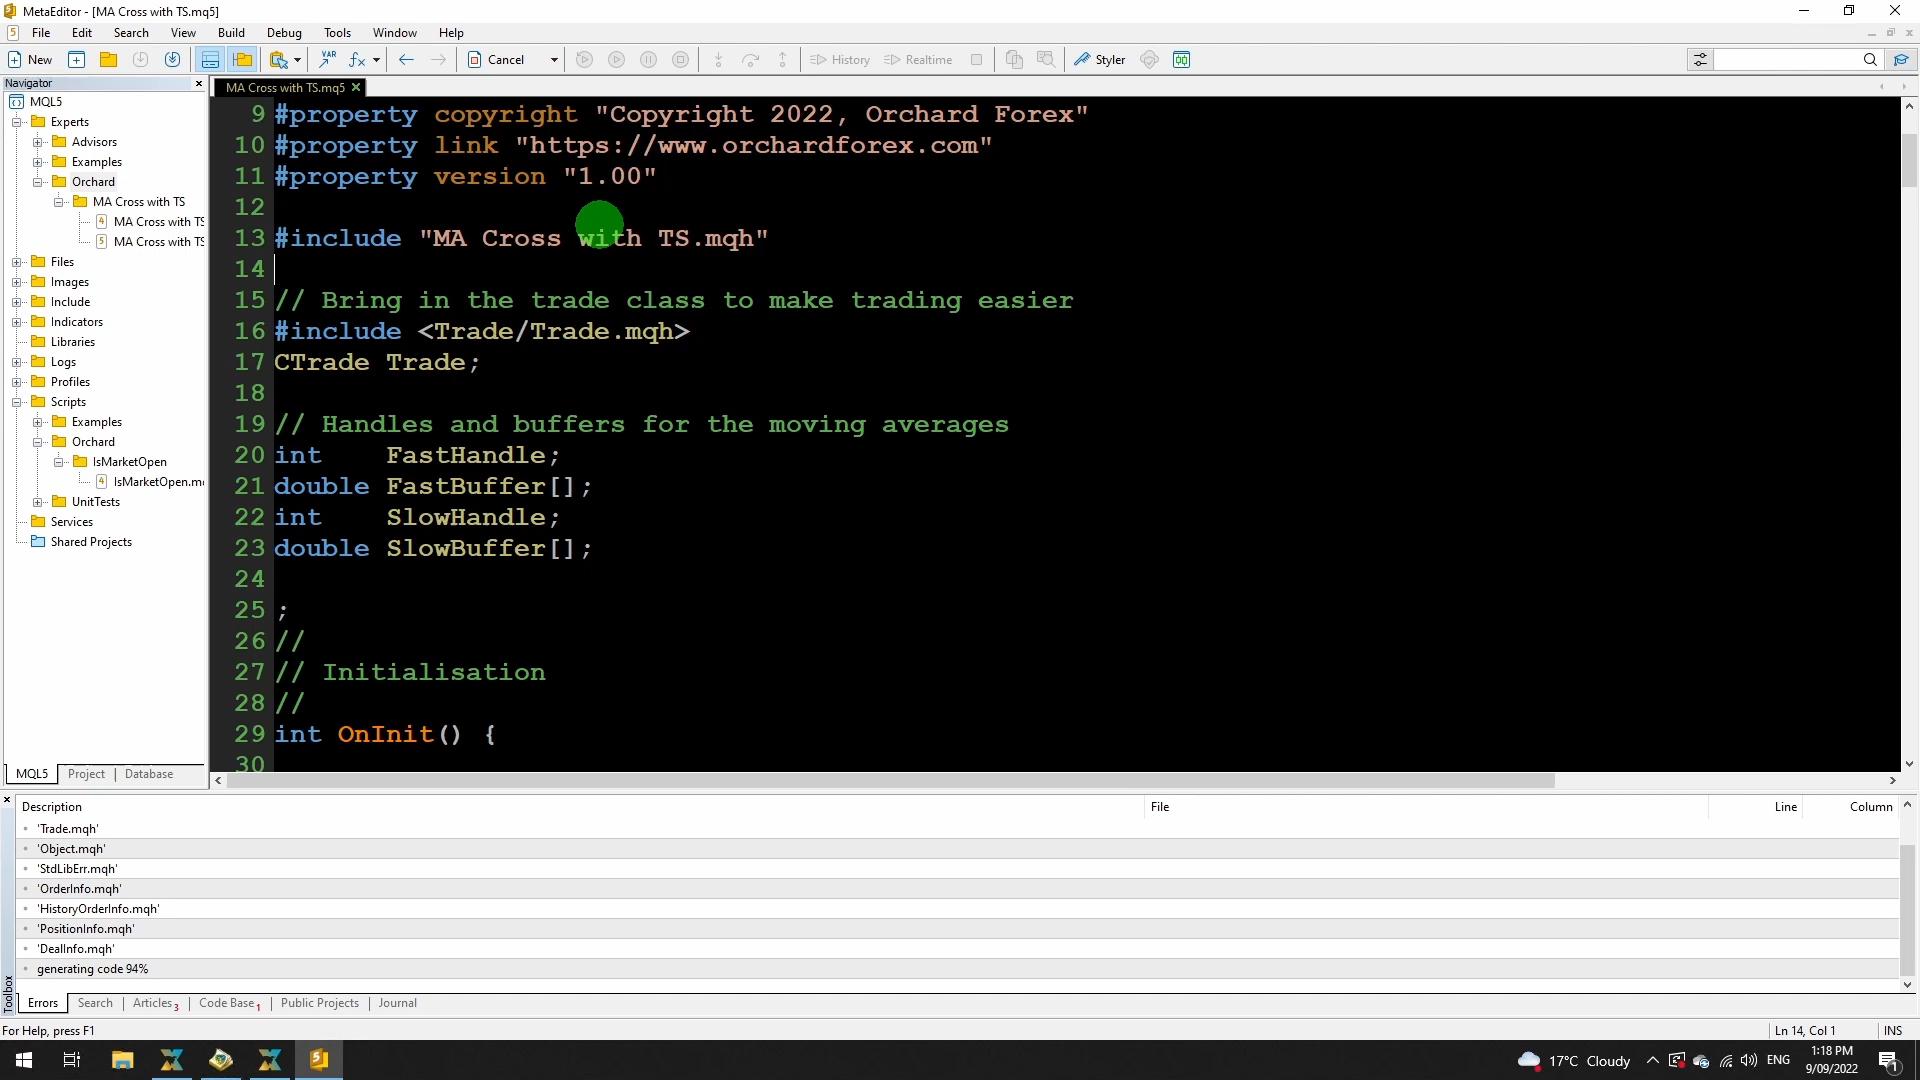 MetaEditor - [MA Cross with TS.mq5]
File Edit Search View Build Debug Tools Window Help
New Cancel History Realtime Styler
Navigator
MQL5
Experts
Advisors
Examples
Orchard
MA Cross with TS
MA Cross with TS
MA Cross with TS
Files
Images
Include
Indicators
Libraries
Logs
Profiles
Scripts
Examples
Orchard
IsMarketOpen
IsMarketOpen.m
UnitTests
Services
Shared Projects
MQL5 Project Database
MA Cross with TS.mq5
9 #property copyright "Copyright 2022, Orchard Forex"
10 #property link "https://www.orchardforex.com"
11 #property version "1.00"
12
13 #include "MA Cross with TS.mqh"
14
15 // Bring in the trade class to make trading easier
16 #include <Trade/Trade.mqh>
17 CTrade Trade;
18
19 // Handles and buffers for the moving averages
20 int FastHandle;
21 double FastBuffer[];
22 int SlowHandle;
23 double SlowBuffer[];
24
25 ;
26 //
27 // Initialisation
28 //
29 int OnInit() {
30
Description File Line Column
'Trade.mqh'
'Object.mqh'
'StdLibErr.mqh'
'OrderInfo.mqh'
'HistoryOrderInfo.mqh'
'PositionInfo.mqh'
'DealInfo.mqh'
generating code 94%
Toolbox
Errors Search Articles 3 Code Base 1 Public Projects Journal
For Help, press F1 Ln 14, Col 1 INS
17°C Cloudy ENG 1:18 PM
9/09/2022